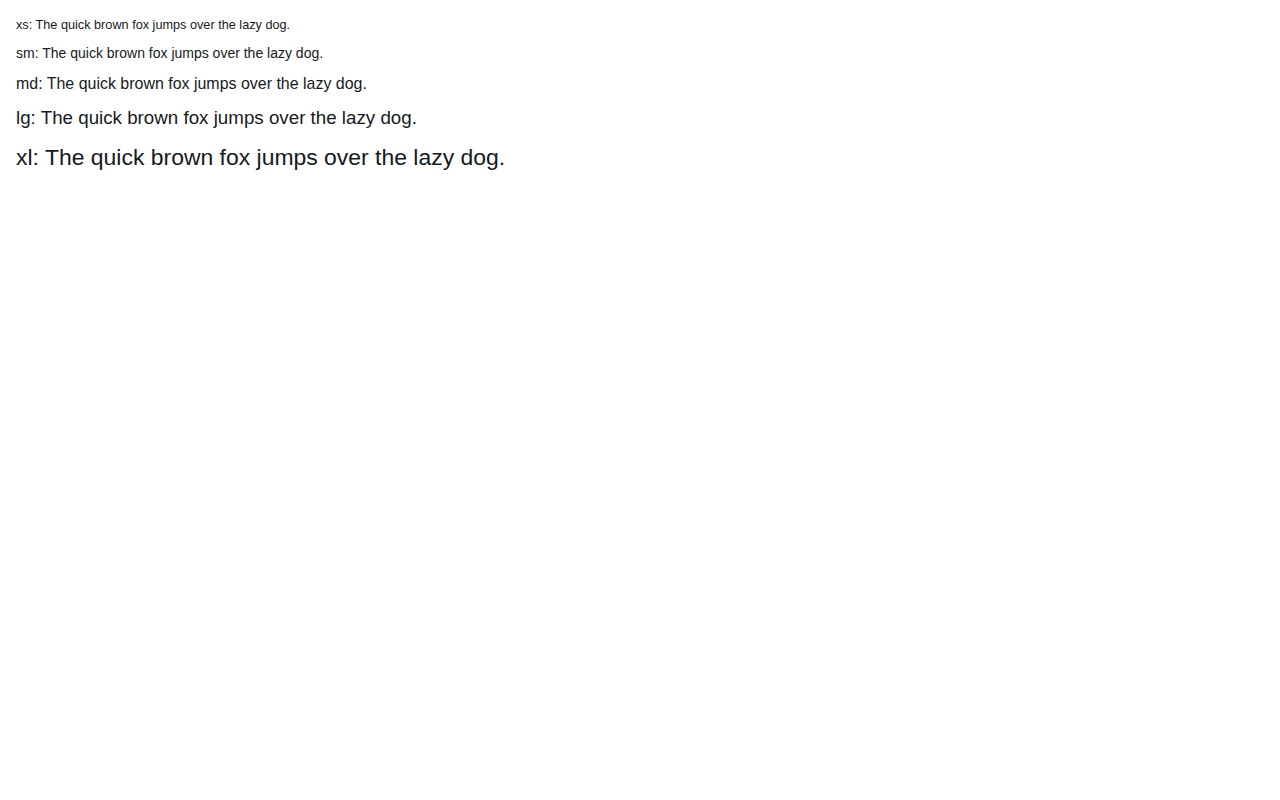 xs: The quick brown fox jumps over the lazy dog.
sm: The quick brown fox jumps over the lazy dog.
md: The quick brown fox jumps over the lazy dog.
lg: The quick brown fox jumps over the lazy dog.
xl: The quick brown fox jumps over the lazy dog.